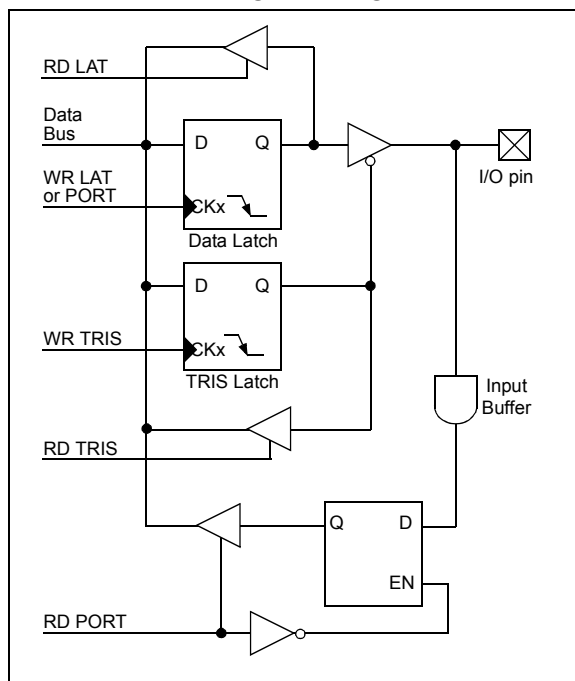 RD LAT
Data
Bus
D Q
WR LAT
or PORT
I/O pin
CKx
Data Latch
D Q
WR TRIS
CKx
TRIS Latch
Input
Buffer
RD TRIS
Q D
EN
RD PORT